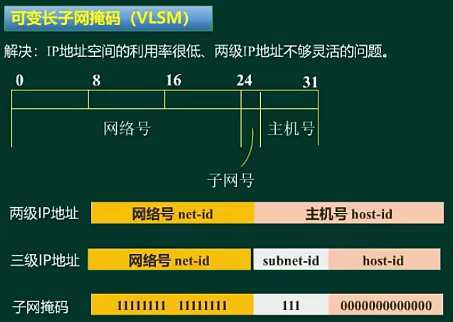 可变长子网掩码（VLSM）
解决：IP地址空间的利用率很低、两级IP地址不够灵活的问题。
0 8 16 24 31
网络号 主机号
子网号
两级IP地址 网络号 net-id 主机号 host-id
三级IP地址 网络号 net-id subnet-id host-id
子网掩码 11111111 11111111 111 0000000000000